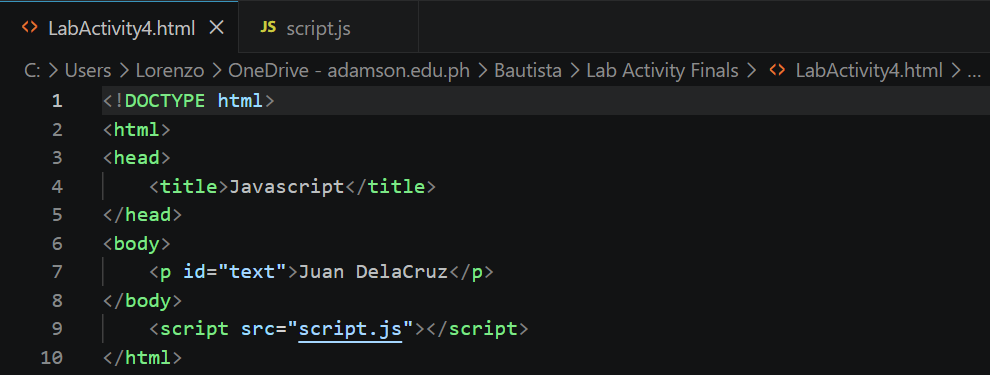 LabActivity4.html JS script.js
C: > Users > Lorenzo > OneDrive - adamson.edu.ph > Bautista > Lab Activity Finals > LabActivity4.html > ...
1 <!DOCTYPE html>
2 <html>
3 <head>
4 <title>Javascript</title>
5 </head>
6 <body>
7 <p id="text">Juan DelaCruz</p>
8 </body>
9 <script src="script.js"></script>
10 </html>